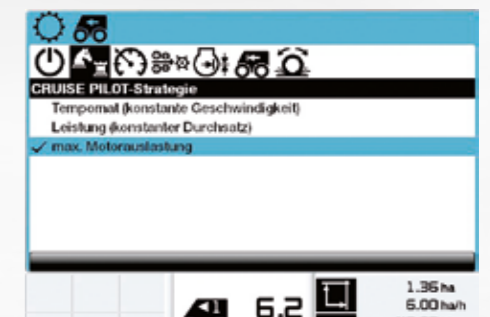 CRUISE PILOT-Strategie
Tempomat (konstante Geschwindigkeit)
Leistung (konstanter Durchsatz)
✓ max. Motorauslastung
1.36 ha
1 6.2 6.00 ha/h